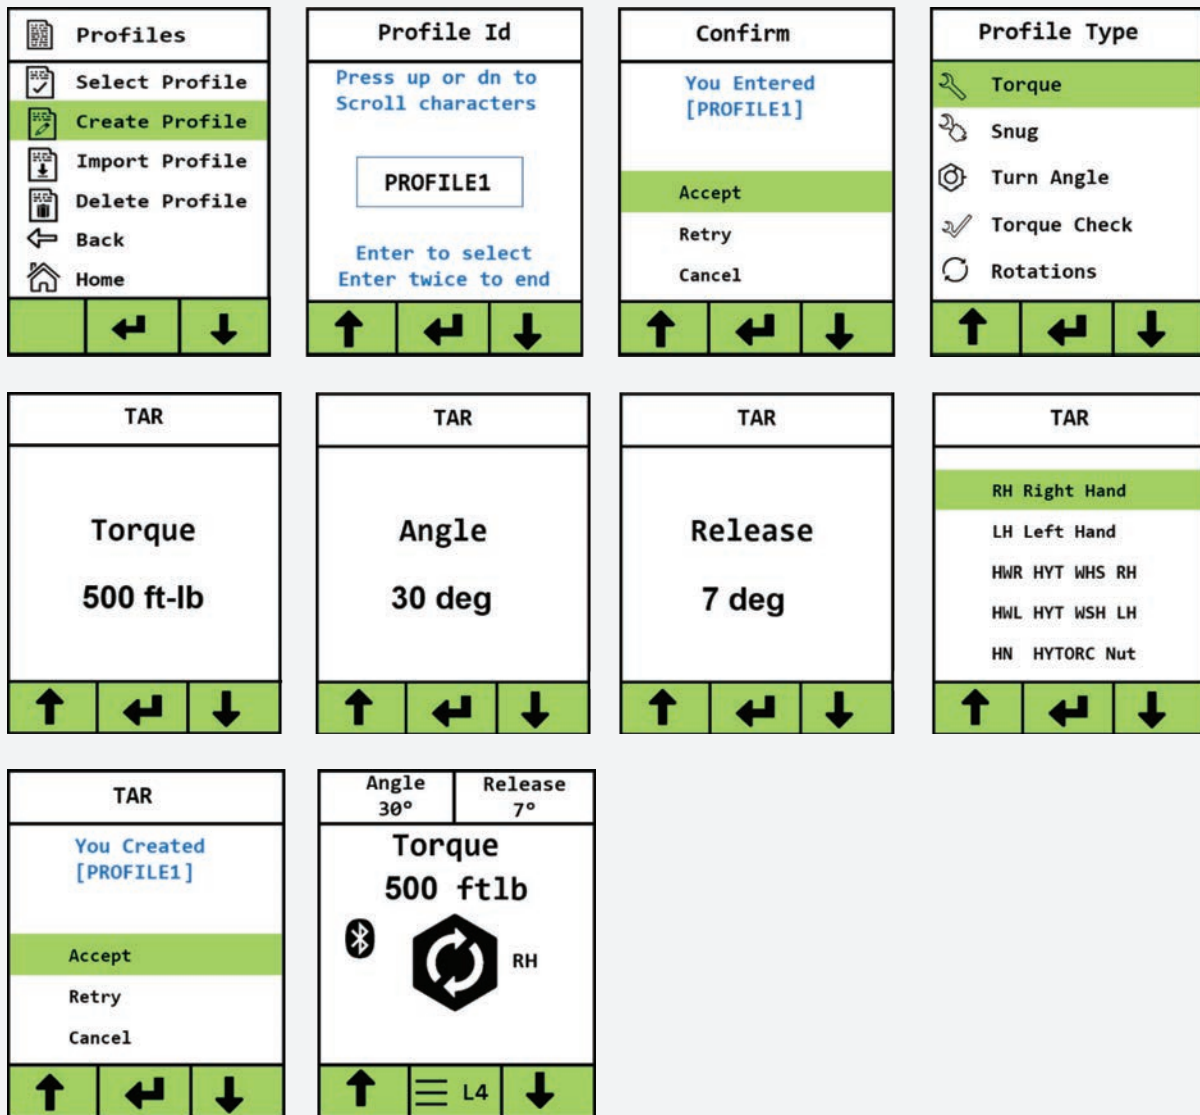 Profiles
Select Profile
Create Profile
Import Profile
Delete Profile
Back
Home
Profile Id
Press up or dn to
Scroll characters
PROFILE1
Enter to select
Enter twice to end
Confirm
You Entered
[PROFILE1]
Accept
Retry
Cancel
Profile Type
Torque
Snug
Turn Angle
Torque Check
Rotations
TAR
Torque
500 ft-lb
TAR
Angle
30 deg
TAR
Release
7 deg
TAR
RH Right Hand
LH Left Hand
HWR HYT WHS RH
HWL HYT WSH LH
HN HYTORC Nut
TAR
You Created
[PROFILE1]
Accept
Retry
Cancel
Angle
30°
Release
7°
Torque
500 ftlb
RH
L4